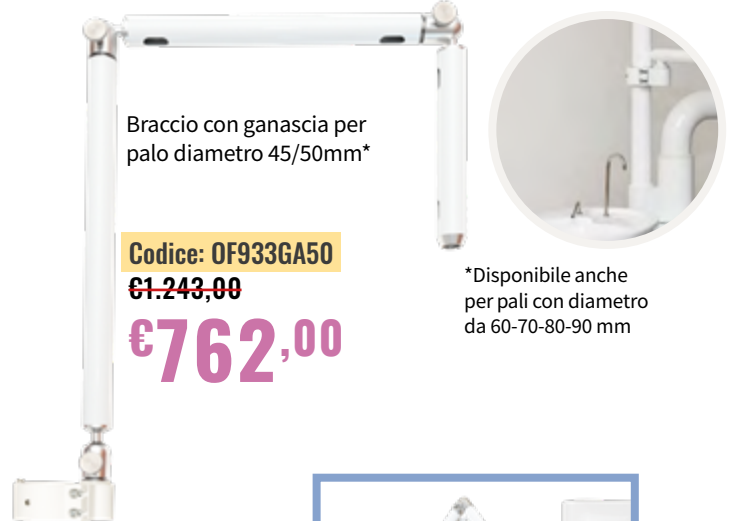 Braccio con ganascia per
palo diametro 45/50mm*
Codice: OF933GA50
€1.243,00
€762,00
*Disponibile anche
per pali con diametro
da 60-70-80-90 mm